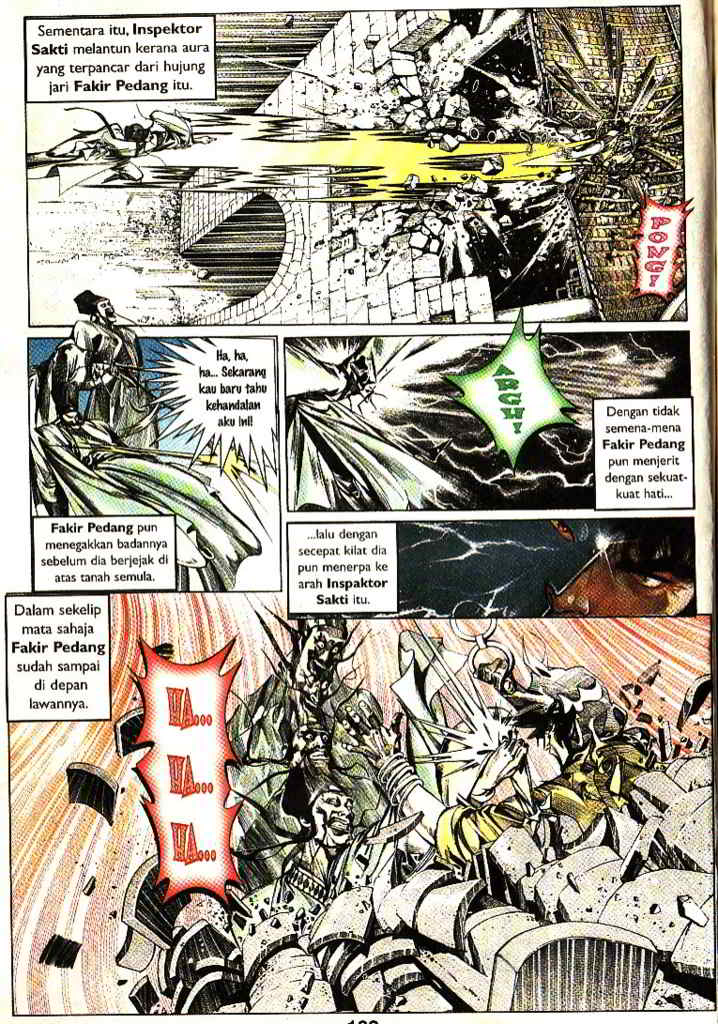 Sementara itu, Inspektor
Sakti melantun kerana aura
yang terpancar dari hujung
jari Fakir Pedang itu.
PONG!
Ha, ha,
ha... Sekarang
kau baru tahu
kehandalan
aku ini!
Fakir Pedang pun
menegakkan badannya
sebelum dia berjejak di
atas tanah semula.
ARGH!
Dengan tidak
semena-mena
Fakir Pedang
pun menjerit
dengan sekuat-
kuat hati...
...lalu dengan
secepat kilat dia
pun menerpa ke
arah Inspaktor
Sakti itu.
Dalam sekelip
mata sahaja
Fakir Pedang
sudah sampai
di depan
lawannya.
HA...
HA...
HA...